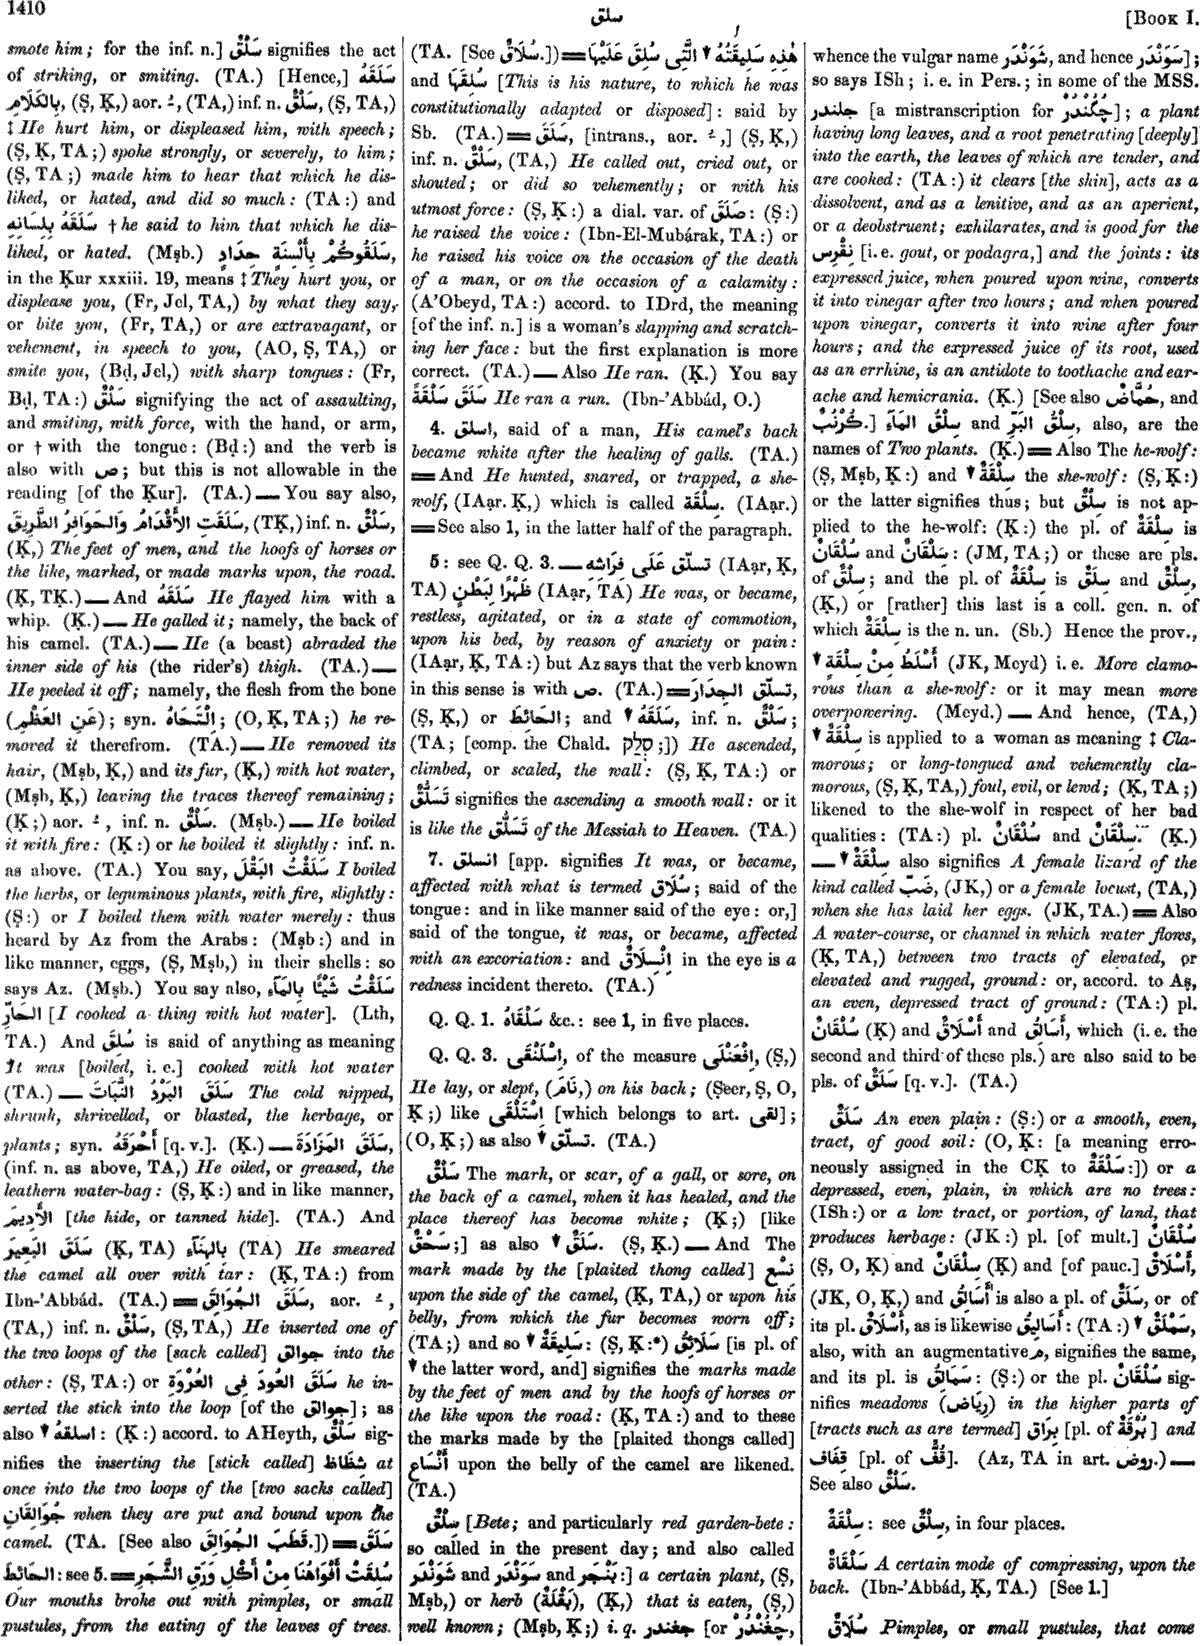 1410
سلق
[BOOK I.
smote him; for the inf. n.] سَلْقٌ signifies the act
of striking, or smiting. (TA.) [Hence,] سَلَقَهُ
بِالكَلَامِ, (Ṣ, Ḳ,) aor. ـُ, (TA,) inf. n. سَلْقٌ, (Ṣ, TA,)
‡ He hurt him, or displeased him, with speech;
(Ṣ, Ḳ, TA;) spoke strongly, or severely, to him;
(Ṣ, TA;) made him to hear that which he dis-
liked, or hated, and did so much: (TA:) and
سَلَقَهُ بِلِسَانِهِ † he said to him that which he dis-
liked, or hated. (Mṣb.) سَلَقُوكُمْ بِأَلْسِنَةٍ حِدَادٍ,
in the Ḳur xxxiii. 19, means ‡ They hurt you, or
displease you, (Fr, Jel, TA,) by what they say,
or bite you, (Fr, TA,) or are extravagant, or
vehement, in speech to you, (AO, Ṣ, TA,) or
smite you, (Bḍ, Jel,) with sharp tongues: (Fr,
Bḍ, TA:) سَلْقٌ signifying the act of assaulting,
and smiting, with force, with the hand, or arm,
or † with the tongue: (Bḍ:) and the verb is
also with ص; but this is not allowable in the
reading [of the Ḳur]. (TA.) — You say also,
سَلَقَتِ الأَقْدَامُ وَالحَوَافِرُ الطَّرِيقَ, (TḲ,) inf. n. سَلْقٌ,
(Ḳ,) The feet of men, and the hoofs of horses or
the like, marked, or made marks upon, the road.
(Ḳ, TḲ.) — And سَلَقَهُ He flayed him with a
whip. (Ḳ.) — He galled it; namely, the back of
his camel. (TA.) — He (a beast) abraded the
inner side of his (the rider's) thigh. (TA.) —
He peeled it off; namely, the flesh from the bone
(عَنِ العَظْمِ); syn. اِلْتَحَاهُ; (O, Ḳ, TA;) he re-
moved it therefrom. (TA.) — He removed its
hair, (Mṣb, Ḳ,) and its fur, (Ḳ,) with hot water,
(Mṣb, Ḳ,) leaving the traces thereof remaining;
(Ḳ;) aor. ـُ, inf. n. سَلْقٌ. (Mṣb.) — He boiled
it with fire: (Ḳ:) or he boiled it slightly: inf. n.
as above. (TA.) You say, سَلَقْتُ البَقْلَ I boiled
the herbs, or leguminous plants, with fire, slightly:
(Ṣ:) or I boiled them with water merely: thus
heard by Az from the Arabs: (Mṣb:) and in
like manner, eggs, (Ṣ, Mṣb,) in their shells: so
says Az. (Mṣb.) You say also, سَلَقْتُ شَيْئًا بِالمَآءِ
الحَارِّ [I cooked a thing with hot water]. (Lth,
TA.) And سُلِقَ is said of anything as meaning
It was [boiled, i. e.] cooked with hot water
(TA.) — سَلَقَ البَرْدُ النَّبَاتَ The cold nipped,
shrunk, shrivelled, or blasted, the herbage, or
plants; syn. أَحْرَقَهُ [q. v.]. (Ḳ.) — سَلَقَ المَزَادَةَ,
(inf. n. as above, TA,) He oiled, or greased, the
leathern water-bag: (Ṣ, Ḳ:) and in like manner,
الأَدِيمَ [the hide, or tanned hide]. (TA.) And
سَلَقَ البَعِيرَ (Ḳ, TA) بِالهِنَآءِ (TA) He smeared
the camel all over with tar: (Ḳ, TA:) from
Ibn-'Abbád. (TA.) ═ سَلَقَ الجُوَالِقَ, aor. ـُ,
(TA,) inf. n. سَلْقٌ, (Ṣ, TA,) He inserted one of
the two loops of the [sack called] جوالق into the
other: (Ṣ, TA:) or سَلَقَ العُودَ فِى العُرْوَةِ he in-
serted the stick into the loop [of the جوالق]; as
also ▼ اسلقهُ: (Ḳ:) accord. to AHeyth, سَلْقٌ sig-
nifies the inserting the [stick called] شِظَاظ at
once into the two loops of the [two sacks called]
جُوَالِقَانِ when they are put and bound upon the
camel. (TA. [See also قَطَبَ الجُوَالِقَ.]) ═ سَلَقَ
الحَائِطَ: see 5. ═ سُلِقَتْ أَفْوَاهُنَا مِنْ أَكْلِ وَرَقِ الشَّجَرِ
Our mouths broke out with pimples, or small
pustules, from the eating of the leaves of trees.
(TA. [See سُلَاقٌ.]) ═ هٰذِهِ سَلِيقَتُهُ ▼ الَّتِى سُلِقَ عَلَيْهَا
and سُلِقَهَا [This is his nature, to which he was
constitutionally adapted or disposed]: said by
Sb. (TA.) ═ سَلَقَ, [intrans., aor. ـُ,] (Ṣ, Ḳ,)
inf. n. سَلْقٌ, (TA,) He called out, cried out, or
shouted; or did so vehemently; or with his
utmost force: (Ṣ, Ḳ:) a dial. var. of صَلَقَ: (Ṣ:)
he raised the voice: (Ibn-El-Mubárak, TA:) or
he raised his voice on the occasion of the death
of a man, or on the occasion of a calamity:
(A'Obeyd, TA:) accord. to IDrd, the meaning
[of the inf. n.] is a woman's slapping and scratch-
ing her face: but the first explanation is more
correct. (TA.) — Also He ran. (Ḳ.) You say
سَلَقَ سَلْقَةً He ran a run. (Ibn-'Abbád, O.)
4. اسلق, said of a man, His camel's back
became white after the healing of galls. (TA.)
═ And He hunted, snared, or trapped, a she-
wolf, (IAạr, Ḳ,) which is called سِلْقَة. (IAạr.)
═ See also 1, in the latter half of the paragraph.
5: see Q. Q. 3. — تسلّق عَلَى فِرَاشِهِ (IAạr, Ḳ,
TA) ظَهْرًا لِبَطْنٍ (IAạr, TA) He was, or became,
restless, agitated, or in a state of commotion,
upon his bed, by reason of anxiety or pain:
(IAạr, Ḳ, TA:) but Az says that the verb known
in this sense is with ص. (TA.) ═ تسلّق الجِدَارَ,
(Ṣ, Ḳ,) or الحَائِطَ; and ▼ سَلَقَهُ, inf. n. سَلْقٌ;
(TA; [comp. the Chald. סְלֵק;]) He ascended,
climbed, or scaled, the wall: (Ṣ, Ḳ, TA:) or
تَسَلُّقٌ signifies the ascending a smooth wall: or it
is like the تَسَلُّق of the Messiah to Heaven. (TA.)
7. انسلق [app. signifies It was, or became,
affected with what is termed سُلَاق; said of the
tongue: and in like manner said of the eye: or,]
said of the tongue, it was, or became, affected
with an excoriation: and اِنْسِلَاقٌ in the eye is a
redness incident thereto. (TA.)
Q. Q. 1. سَلْقَاهُ &c.: see 1, in five places.
Q. Q. 3. اِسْلَنْقَى, of the measure اِفْعَنْلَى, (Ṣ,)
He lay, or slept, (نَامَ,) on his back; (Seer, Ṣ, O,
Ḳ;) like اِسْتَلْقَى [which belongs to art. لقى];
(O, Ḳ;) as also ▼ تسلّق. (TA.)
سَلْقٌ The mark, or scar, of a gall, or sore, on
the back of a camel, when it has healed, and the
place thereof has become white; (Ḳ;) [like
سَحْقٌ;] as also ▼ سَلَقٌ. (Ṣ, Ḳ.) — And The
mark made by the [plaited thong called] نِسْع
upon the side of the camel, (Ḳ, TA,) or upon his
belly, from which the fur becomes worn off;
(TA;) and so ▼ سَلِيقَةٌ: (Ṣ, Ḳ:*) سَلَائِقُ [is pl. of
▼ the latter word, and] signifies the marks made
by the feet of men and by the hoofs of horses or
the like upon the road: (Ḳ, TA:) and to these
the marks made by the [plaited thongs called]
أَنْسَاع upon the belly of the camel are likened.
(TA.)
سِلْقٌ [Bete; and particularly red garden-bete:
so called in the present day; and also called
شَوَنْدَر and سَوَنْدَر and بَنْجَر:] a certain plant, (Ṣ,
Mṣb,) or herb (بَقْلَة), (Ḳ,) that is eaten, (Ṣ,)
well known; (Mṣb, Ḳ;) i. q. جغندر [or چُغُنْدُرْ,
whence the vulgar name شَوَنْدَر, and hence سَوَنْدَر];
so says ISh; i. e. in Pers.; in some of the MSS.
جلندر [a mistranscription for چُگُنْدُرْ]; a plant
having long leaves, and a root penetrating [deeply]
into the earth, the leaves of which are tender, and
are cooked: (TA:) it clears [the skin], acts as a
dissolvent, and as a lenitive, and as an aperient,
or a deobstruent; exhilarates, and is good for the
نِقْرِس [i. e. gout, or podagra,] and the joints: its
expressed juice, when poured upon wine, converts
it into vinegar after two hours; and when poured
upon vinegar, converts it into wine after four
hours; and the expressed juice of its root, used
as an errhine, is an antidote to toothache and ear-
ache and hemicrania. (Ḳ.) [See also حُمَّاضٌ, and
كُرُنْبٌ.] سِلْقُ المَآءِ and سِلْقُ البَرِّ, also, are the
names of Two plants. (Ḳ.) ═ Also The he-wolf:
(Ṣ, Mṣb, Ḳ:) and ▼ سِلْقَةٌ the she-wolf: (Ṣ, Ḳ:)
or the latter signifies thus; but سِلْقٌ is not ap-
plied to the he-wolf: (Ḳ:) the pl. of سِلْقَةٌ is
سُلْقَانٌ and سِلْقَانٌ: (JM, TA;) or these are pls.
of سِلْقٌ; and the pl. of سِلْقَةٌ is سِلَقٌ and سِلْقٌ,
(Ḳ,) or [rather] this last is a coll. gen. n. of
which سِلْقَةٌ is the n. un. (Sb.) Hence the prov.,
أَسْلَطُ مِنْ سِلْقَةٍ ▼ (JK, Meyd) i. e. More clamo-
rous than a she-wolf: or it may mean more
overpowering. (Meyd.) — And hence, (TA,)
▼ سِلْقَةٌ is applied to a woman as meaning ‡ Cla-
morous; or long-tongued and vehemently cla-
morous, (Ṣ, Ḳ, TA,) foul, evil, or lewd; (Ḳ, TA;)
likened to the she-wolf in respect of her bad
qualities: (TA:) pl. سُلْقَانٌ and سِلْقَانٌ. (Ḳ.)
— ▼ سِلْقَةٌ also signifies A female lizard of the
kind called ضَبّ, (JK,) or a female locust, (TA,)
when she has laid her eggs. (JK, TA.) ═ Also
A water-course, or channel in which water flows,
(Ḳ, TA,) between two tracts of elevated, or
elevated and rugged, ground: or, accord. to Aṣ,
an even, depressed tract of ground: (TA:) pl.
سُلْقَانٌ (Ḳ) and أَسْلَاقٌ and أَسَالِقُ, which (i. e. the
second and third of these pls.) are also said to be
pls. of سَلَقٌ [q. v.]. (TA.)
سَلَقٌ An even plain: (Ṣ:) or a smooth, even,
tract, of good soil: (O, Ḳ: [a meaning erro-
neously assigned in the CḲ to سَلْقَةٌ:]) or a
depressed, even, plain, in which are no trees:
(ISh:) or a low tract, or portion, of land, that
produces herbage: (JK:) pl. [of mult.] سُلْقَانٌ
(Ṣ, O, Ḳ) and سِلْقَانٌ (Ḳ) and [of pauc.] أَسْلَاقٌ,
(JK, O, Ḳ,) and أَسَالِقُ is also a pl. of سَلَقٌ, or of
its pl. أَسْلَاقٌ, as is likewise أَسَالِيقُ: (TA:) ▼ سَمْلَقٌ,
also, with an augmentative م, signifies the same,
and its pl. is سَمَالِقُ: (Ṣ:) or the pl. سُلْقَانٌ sig-
nifies meadows (رِيَاض) in the higher parts of
[tracts such as are termed] بِرَاق [pl. of بُرْقَةٌ] and
قِفَاف [pl. of قُفٌّ]. (Az, TA in art. روض.) —
See also سَلْقٌ.
سِلْقَةٌ: see سِلْقٌ, in four places.
سَلْقَاةٌ A certain mode of compressing, upon the
back. (Ibn-'Abbád, Ḳ, TA.) [See 1.]
سُلَاقٌ Pimples, or small pustules, that come